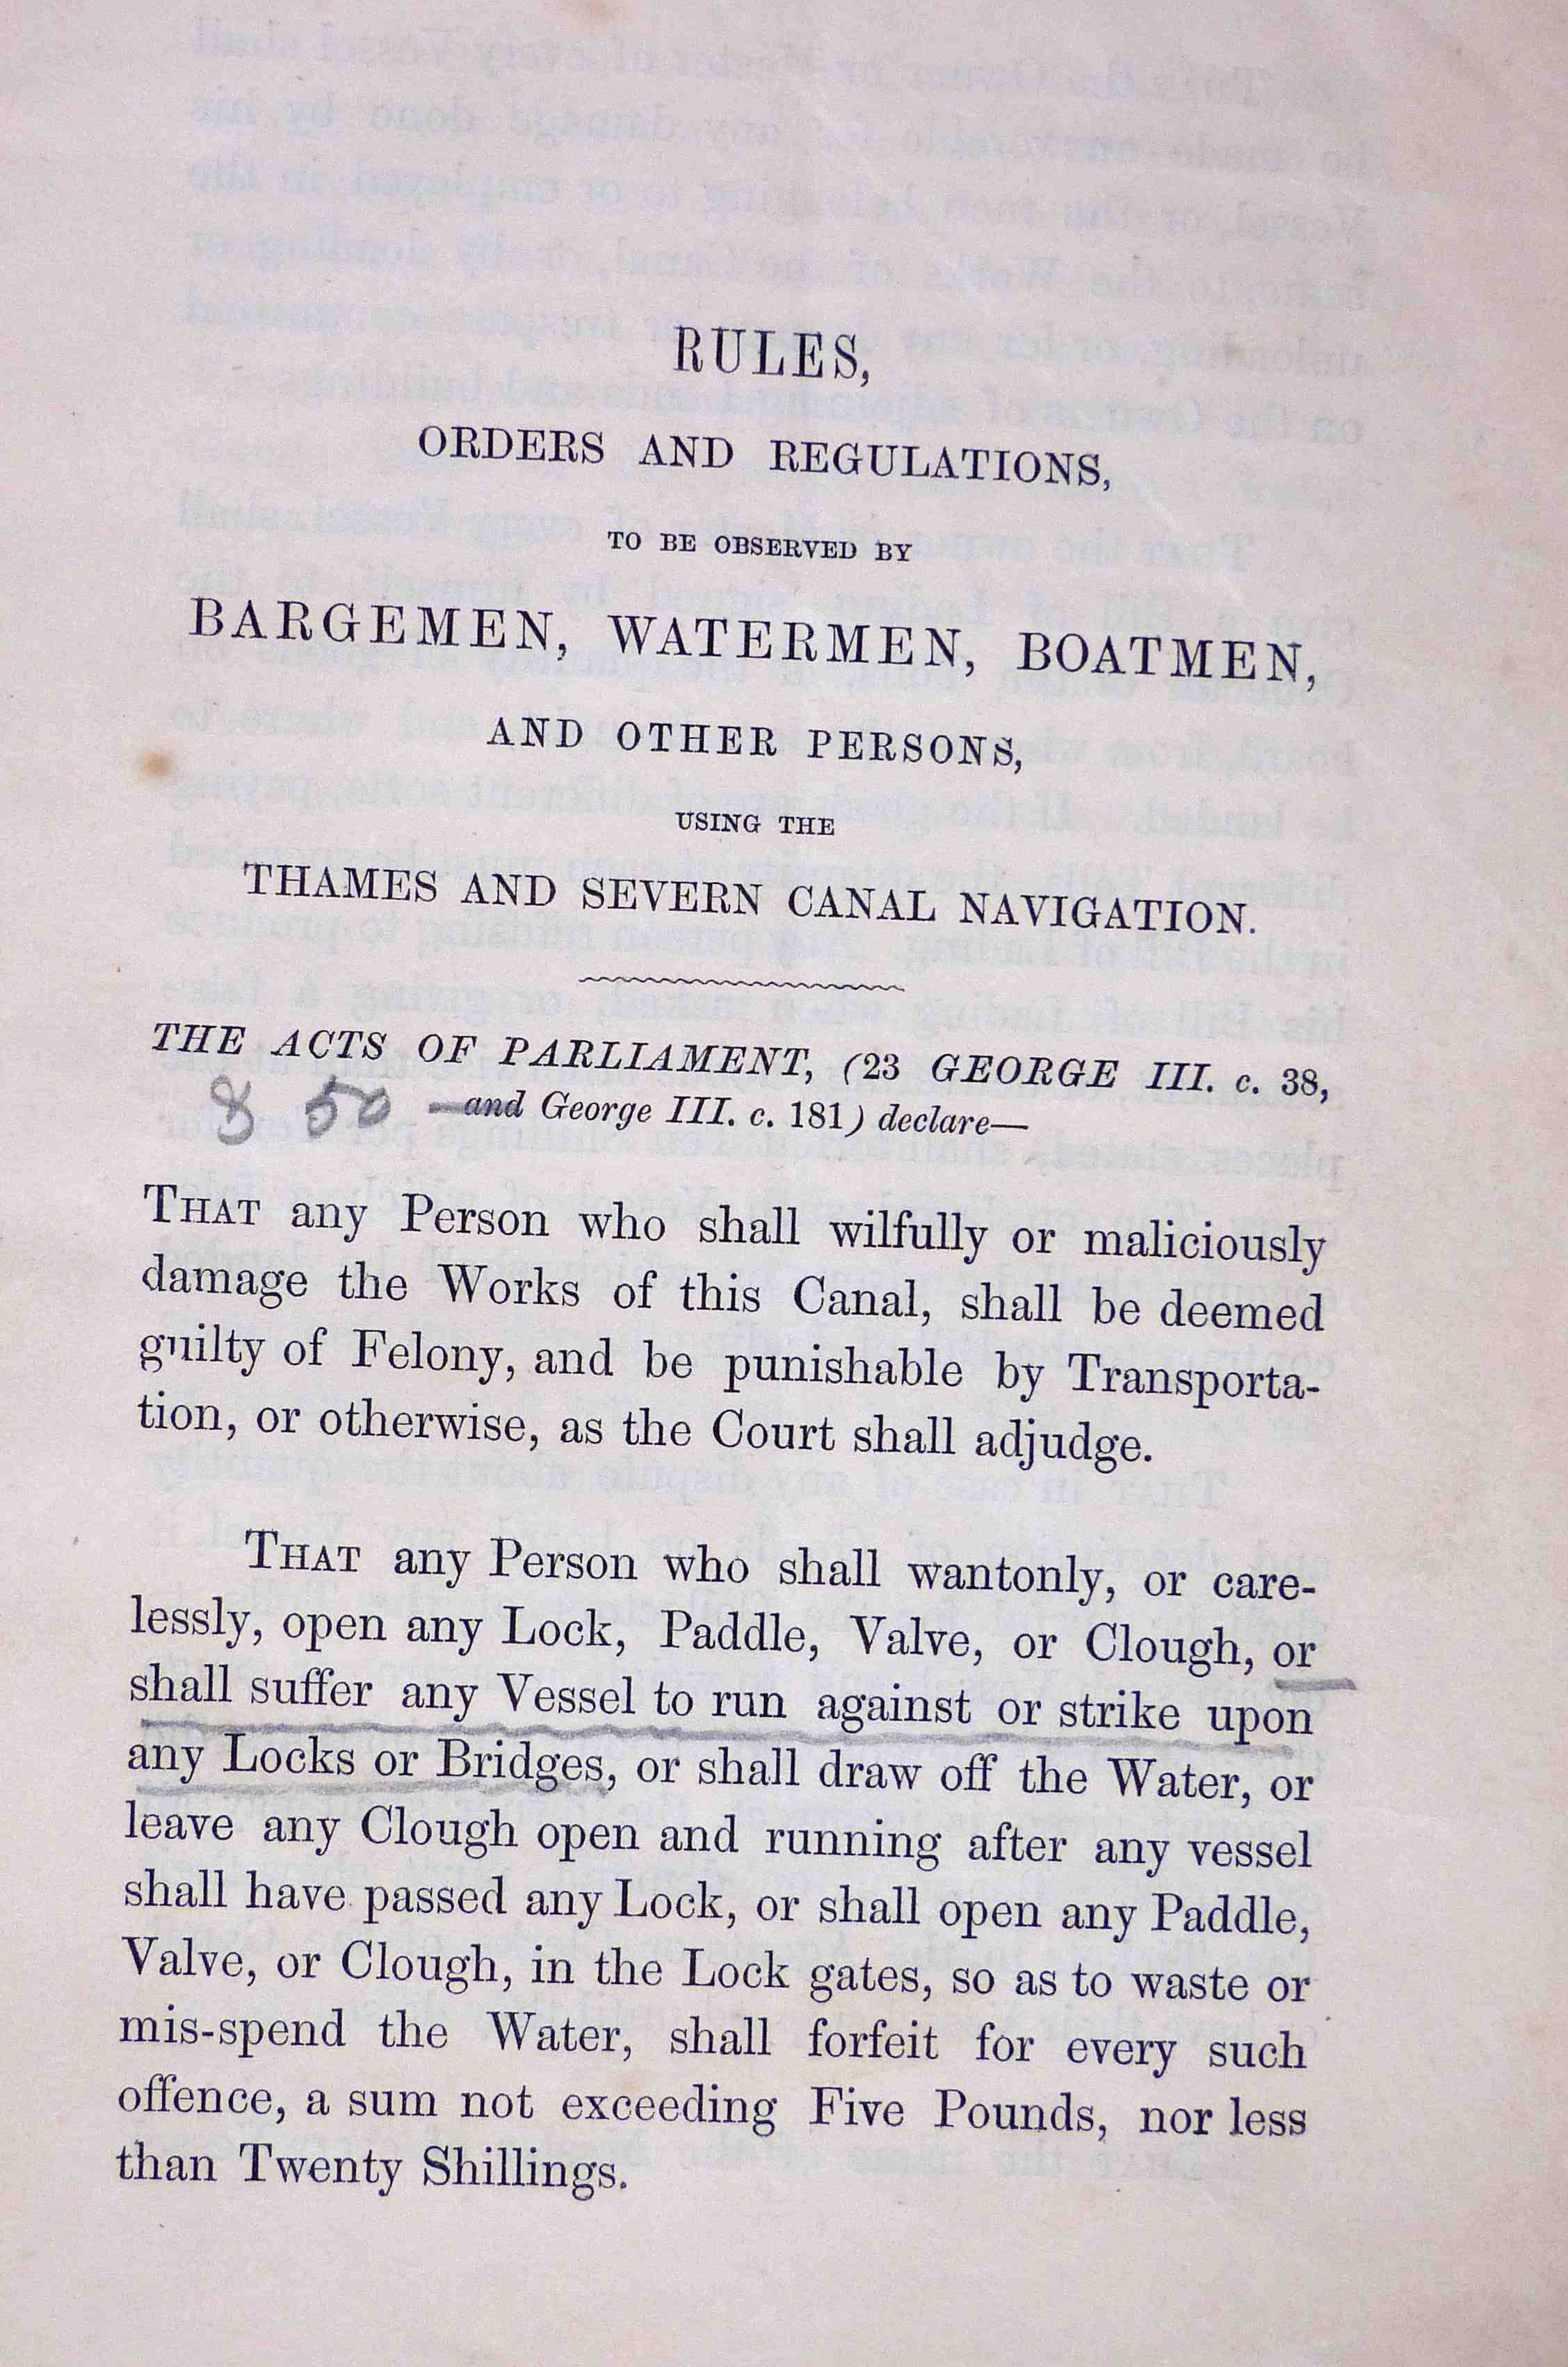 RULES,
ORDERS AND REGULATIONS,
TO BE OBSERVED BY
BARGEMEN, WATERMEN, BOATMEN,
AND OTHER PERSONS,
USING THE
THAMES AND SEVERN CANAL NAVIGATION.
THE ACTS OF PARLIAMENT, (23 GEORGE III. c. 38,
& 50 and George III. c. 181) declare—
THAT any Person who shall wilfully or maliciously
damage the Works of this Canal, shall be deemed
guilty of Felony, and be punishable by Transporta-
tion, or otherwise, as the Court shall adjudge.
THAT any Person who shall wantonly, or care-
lessly, open any Lock, Paddle, Valve, or Clough, or
shall suffer any Vessel to run against or strike upon
any Locks or Bridges, or shall draw off the Water, or
leave any Clough open and running after any vessel
shall have passed any Lock, or shall open any Paddle,
Valve, or Clough, in the Lock gates, so as to waste or
mis-spend the Water, shall forfeit for every such
offence, a sum not exceeding Five Pounds, nor less
than Twenty Shillings.